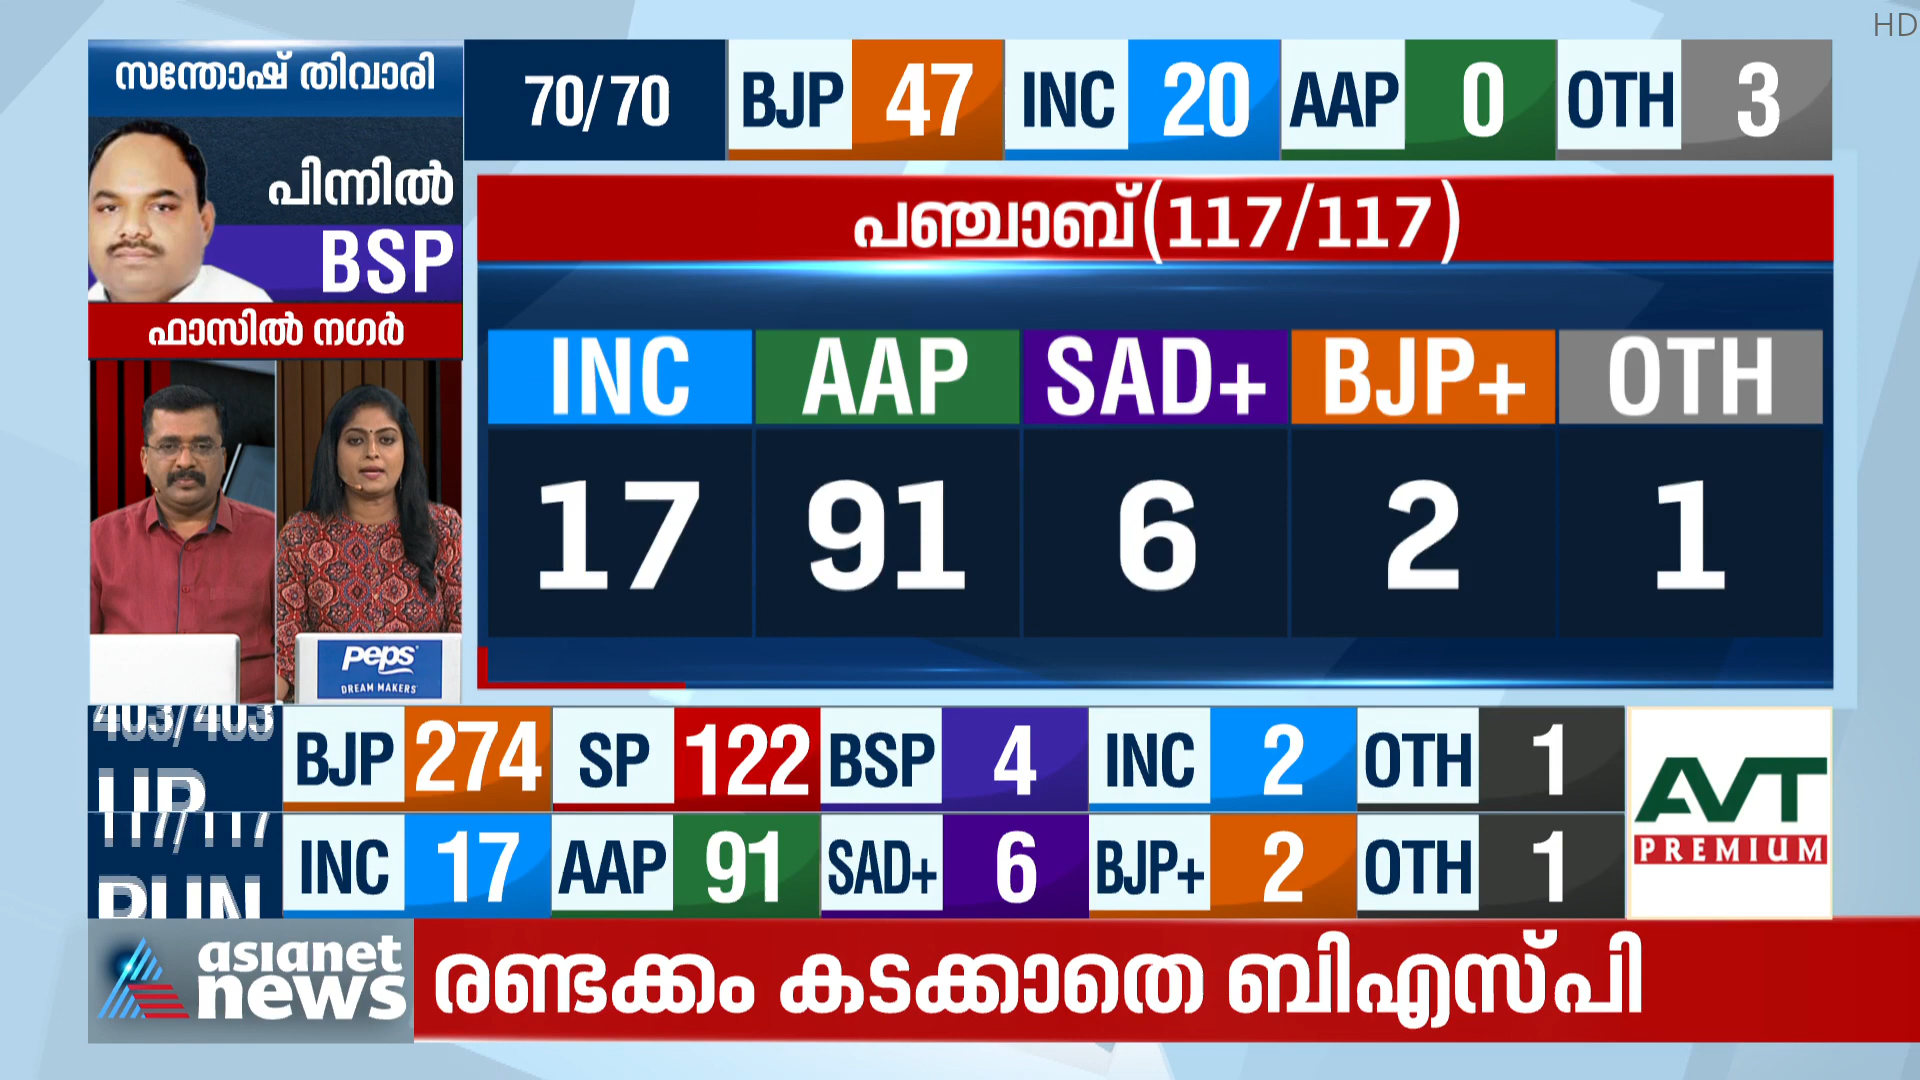 HD
സന്തോഷ് തിവാരി
പിന്നിൽ
BSP
ഫാസിൽ നഗർ
70/70 BJP 47 INC 20 AAP 0 OTH 3
പഞ്ചാബ്(117/117)
INC AAP SAD+ BJP+ OTH
17 91 6 2 1
Peps
DREAM MAKERS
403/403
UP
BJP 274 SP 122 BSP 4 INC 2 OTH 1
117/117
PUN
INC 17 AAP 91 SAD+ 6 BJP+ 2 OTH 1
AVT
PREMIUM
asianet
news
രണ്ടക്കം കടക്കാതെ ബിഎസ്പി